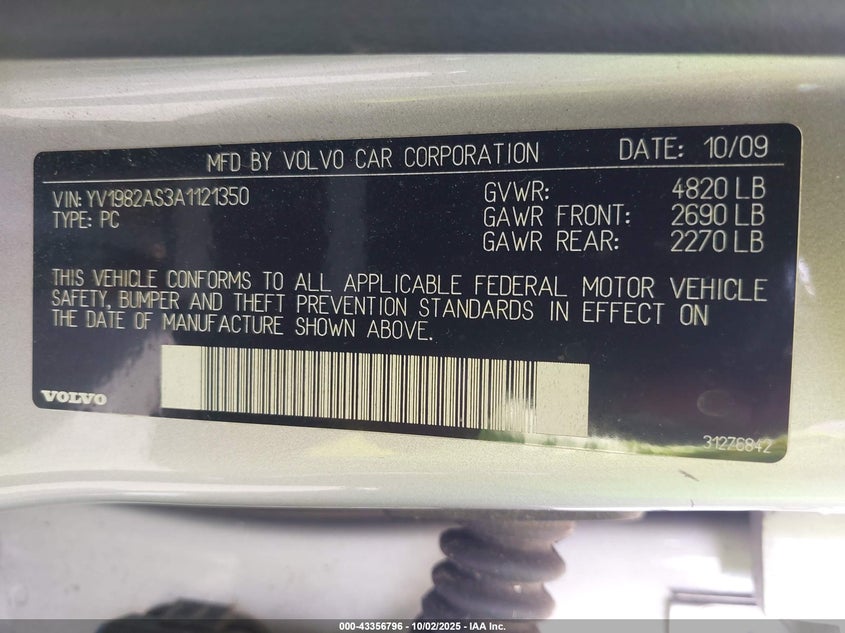 MFD BY VOLVO CAR CORPORATION DATE: 10/09
VIN: YV1982AS3A1121350
TYPE: PC
GVWR: 4820 LB
GAWR FRONT: 2690 LB
GAWR REAR: 2270 LB
THIS VEHICLE CONFORMS TO ALL APPLICABLE FEDERAL MOTOR VEHICLE
SAFETY, BUMPER AND THEFT PREVENTION STANDARDS IN EFFECT ON
THE DATE OF MANUFACTURE SHOWN ABOVE.
VOLVO
31276842
000-43356796 - 10/02/2025 - IAA Inc.